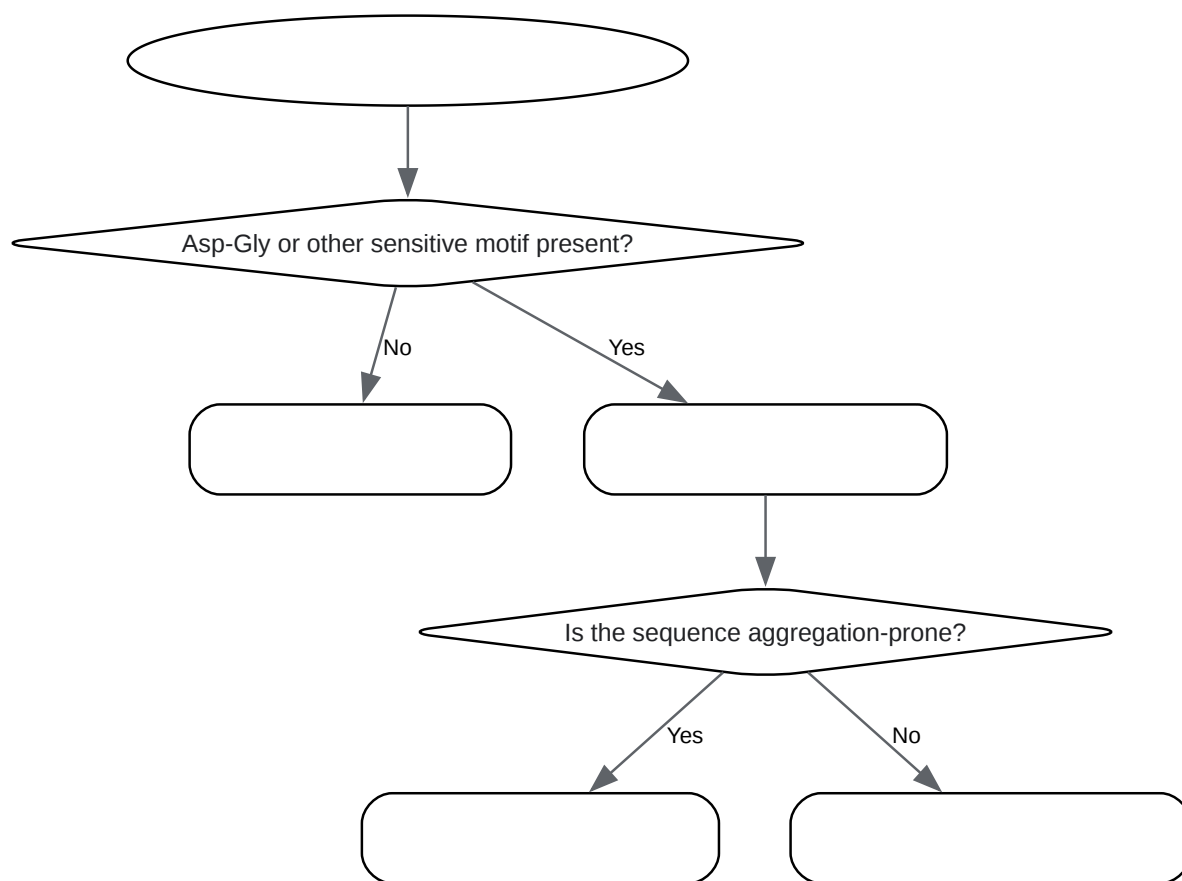 Asp-Gly or other sensitive motif present?
No
Yes
Is the sequence aggregation-prone?
Yes
No